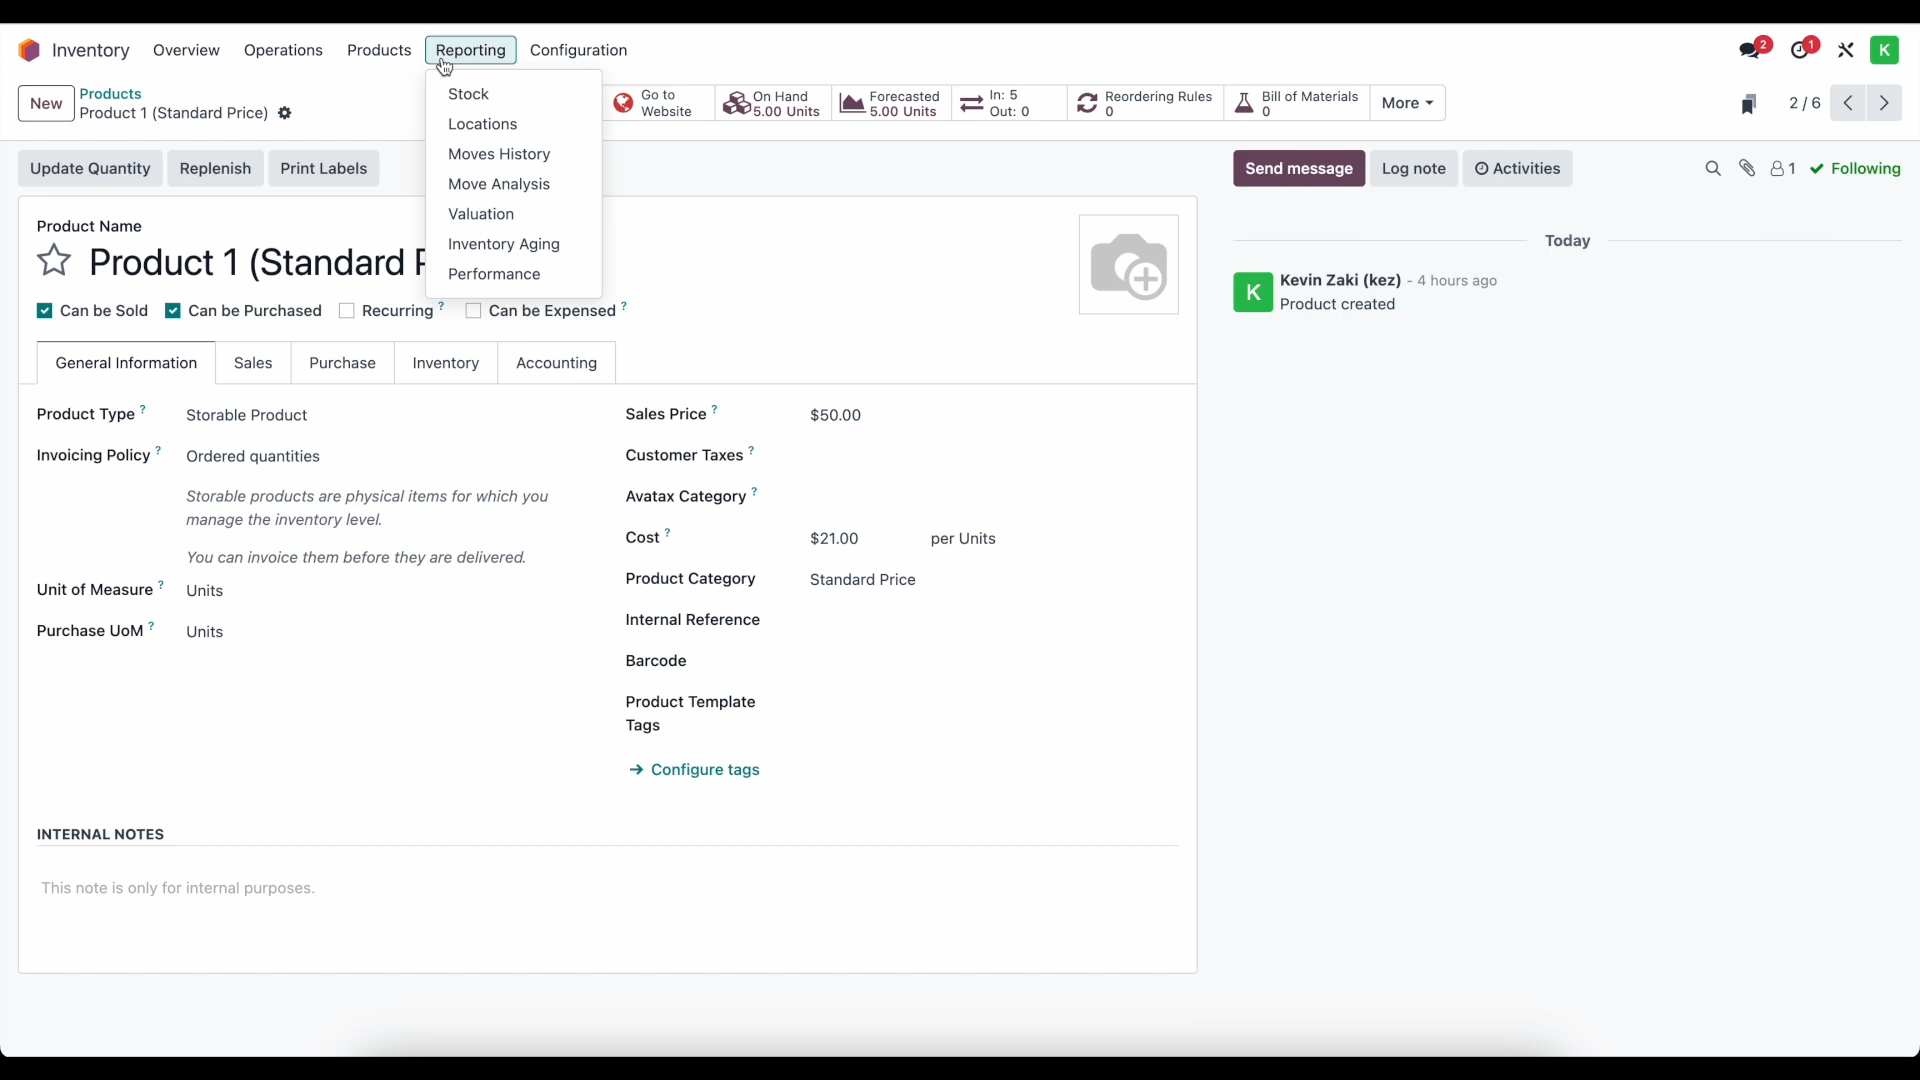 Inventory Overview Operations Products Reporting Configuration 2 1 K
New Products
Product 1 (Standard Price)
Stock
Locations
Moves History
Move Analysis
Valuation
Inventory Aging
Performance
Go to Website
On Hand 5.00 Units
Forecasted 5.00 Units
In: 5 Out: 0
Reordering Rules 0
Bill of Materials 0
More
2 / 6
Update Quantity Replenish Print Labels
Send message Log note Activities 1 Following
Product Name
Product 1 (Standard P
Can be Sold Can be Purchased Recurring ? Can be Expensed ?
General Information Sales Purchase Inventory Accounting
Product Type ? Storable Product
Invoicing Policy ? Ordered quantities
Storable products are physical items for which you
manage the inventory level.
You can invoice them before they are delivered.
Unit of Measure ? Units
Purchase UoM ? Units
Sales Price ? $50.00
Customer Taxes ?
Avatax Category ?
Cost ? $21.00 per Units
Product Category Standard Price
Internal Reference
Barcode
Product Template
Tags
Configure tags
INTERNAL NOTES
This note is only for internal purposes.
Today
K Kevin Zaki (kez) - 4 hours ago
Product created